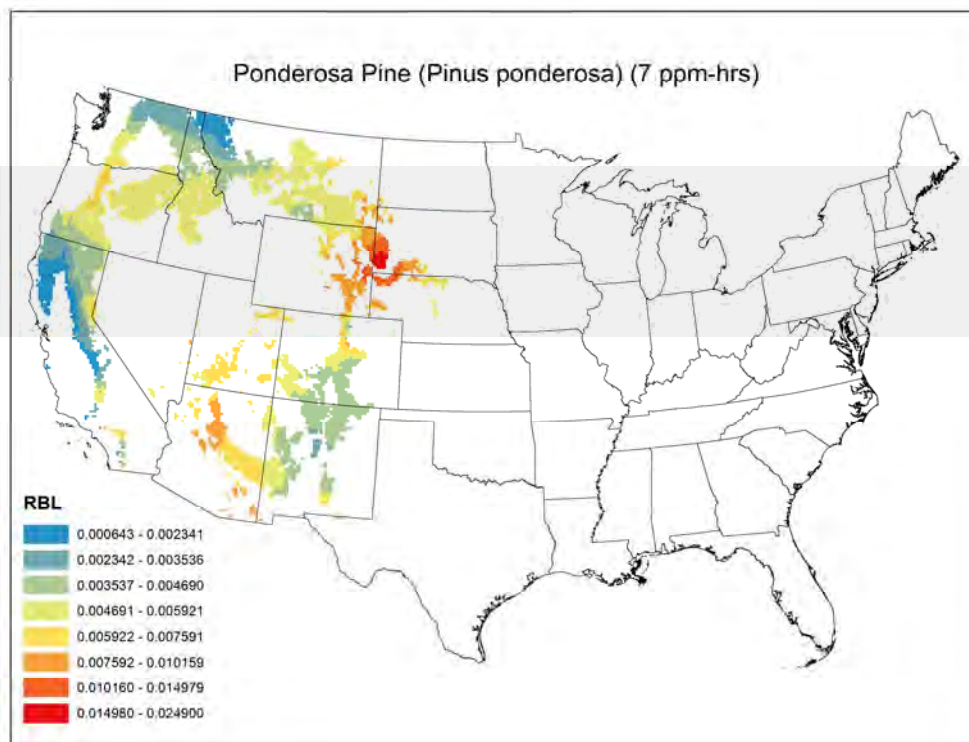 Ponderosa Pine (Pinus ponderosa) (7 ppm-hrs)
RBL
0.000643 - 0.002341
0.002342 - 0.003536
0.003537 - 0.004690
0.004691 - 0.005921
0.005922 - 0.007591
0.007592 - 0.010159
0.010160 - 0.014979
0.014980 - 0.024900